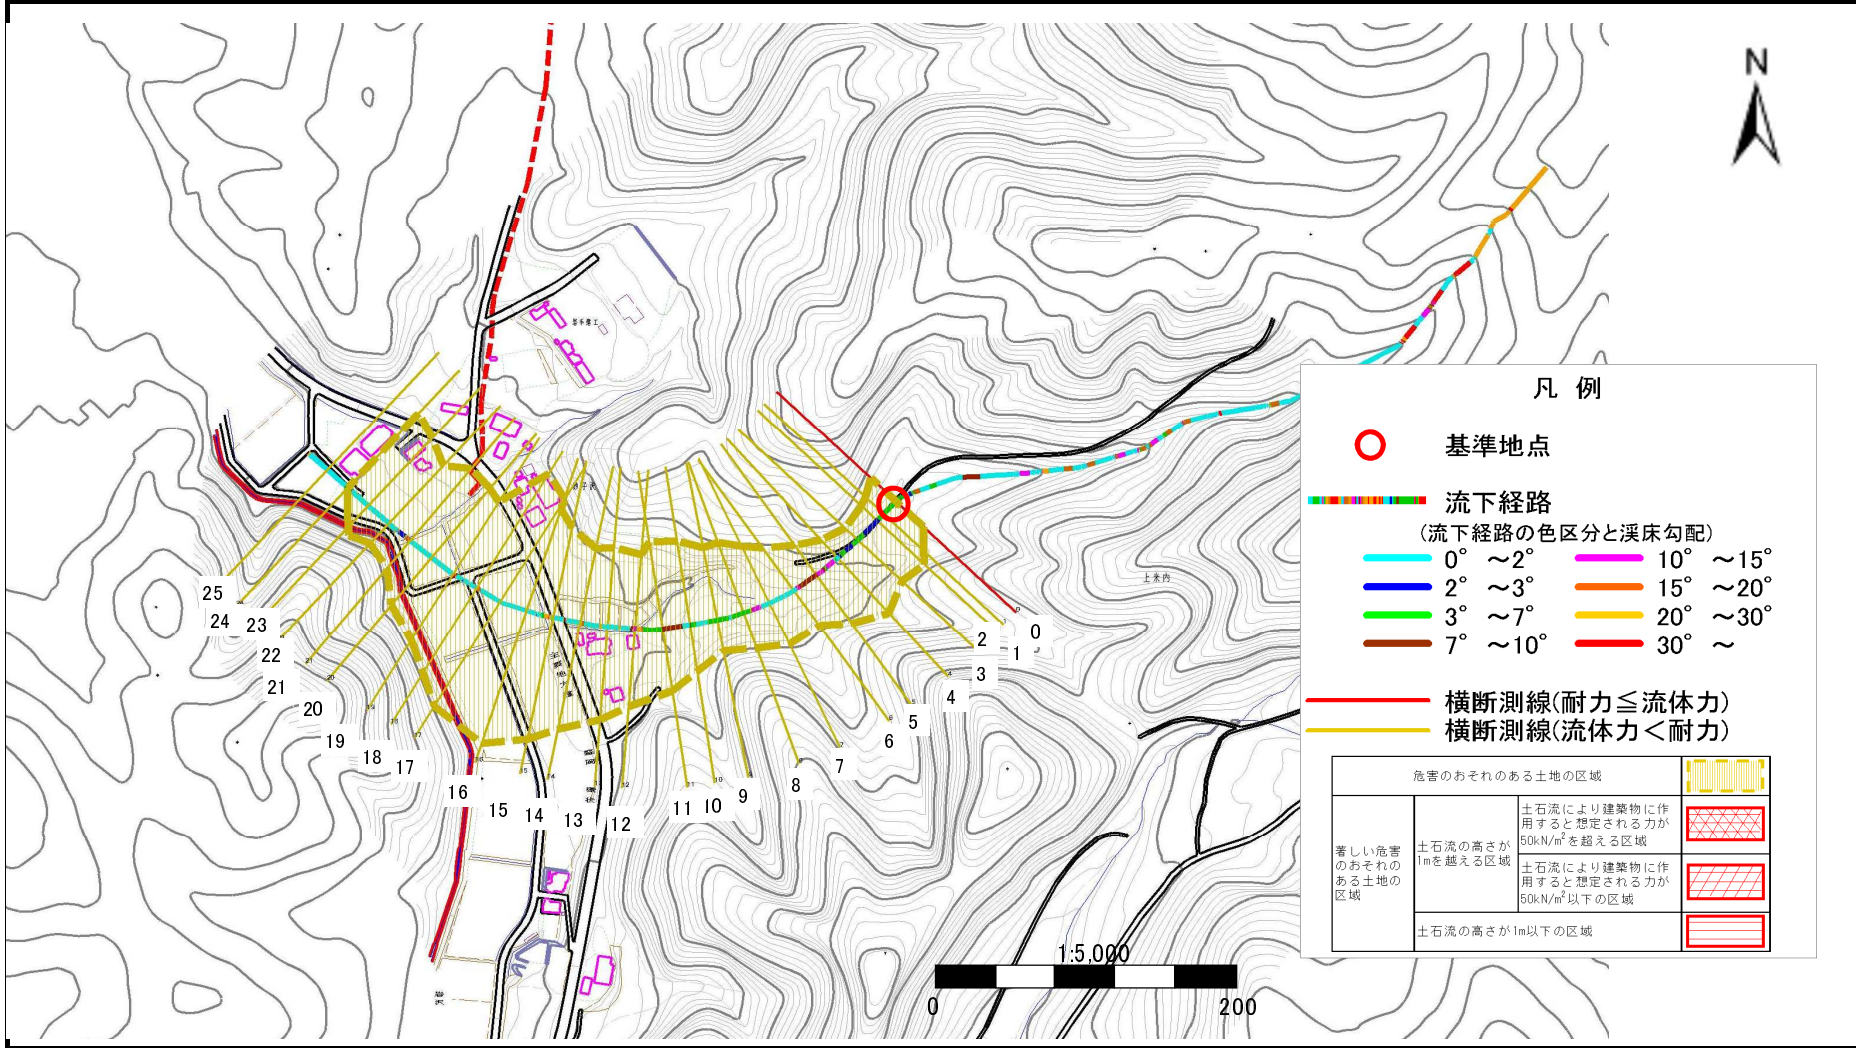 N
岩手窯工
上米内
25
24
23
22
21
20
19
18
17
16
15
14
13
12
11
10
9
8
7
6
5
4
3
2
1
0
1:5,000
0
200
凡 例
基準地点
流下経路
(流下経路の色区分と渓床勾配)
0° ～2°
10° ～15°
2° ～3°
15° ～20°
3° ～7°
20° ～30°
7° ～10°
30° ～
横断測線(耐力≦流体力)
横断測線(流体力＜耐力)
危害のおそれのある土地の区域
著しい危害
のおそれの
ある土地の
区域
土石流の高さが
1mを越える区域
土石流により建築物に作
用すると想定される力が
50kN/m²を超える区域
土石流により建築物に作
用すると想定される力が
50kN/m²以下の区域
土石流の高さが1m以下の区域